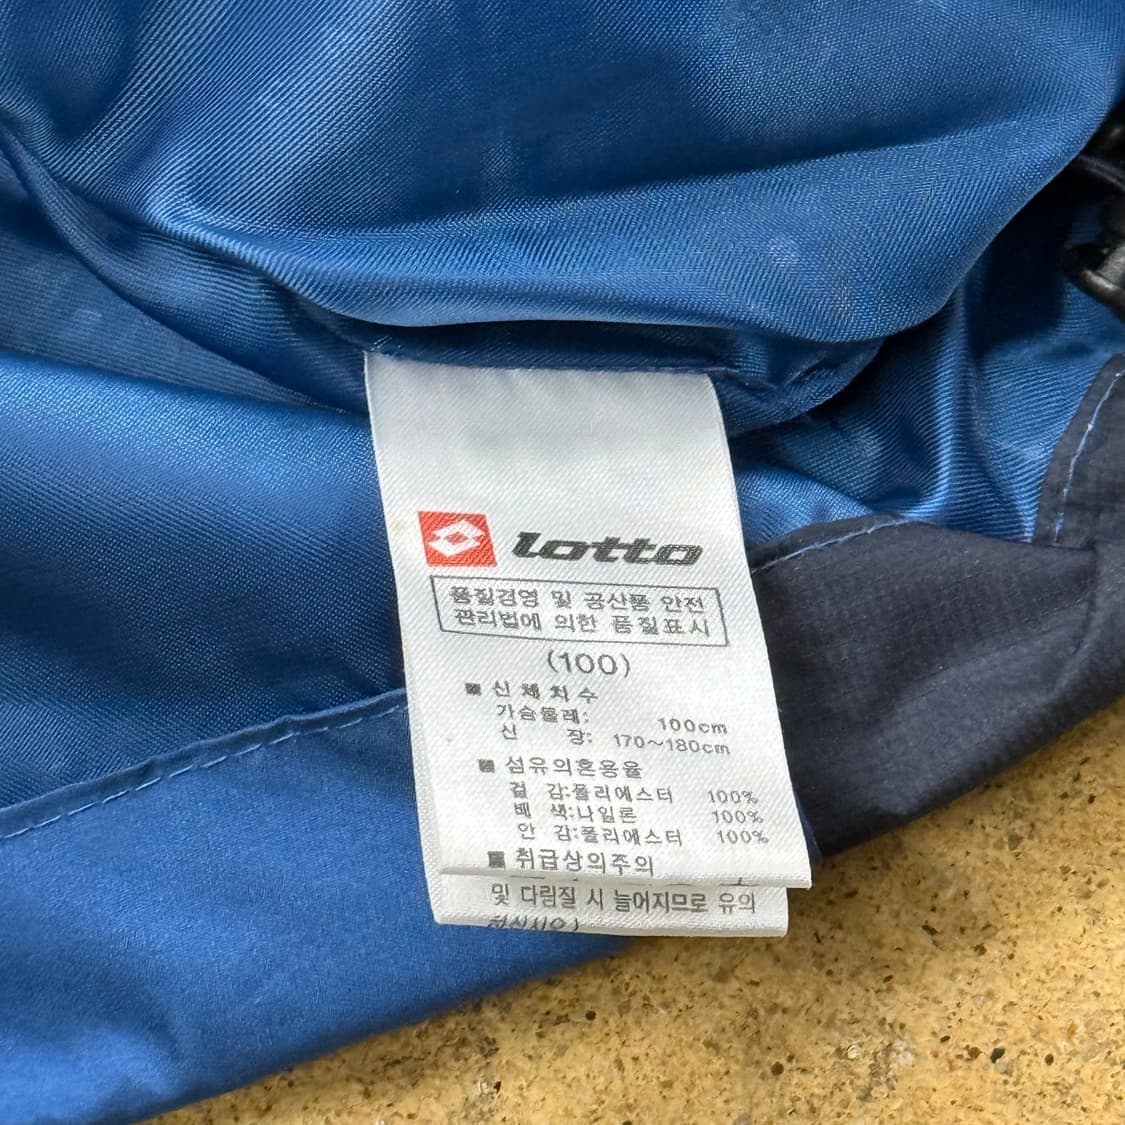 lotto
품질경영 및 공산품 안전
관리법에 의한 품질표시
(100)
■ 신체치수
가슴둘레: 100cm
신 장: 170~180cm
■ 섬유의혼용율
겉 감:폴리에스터 100%
배 색:나일론 100%
안 감:폴리에스터 100%
■ 취급상의주의
및 다림질 시 늘어지므로 유의